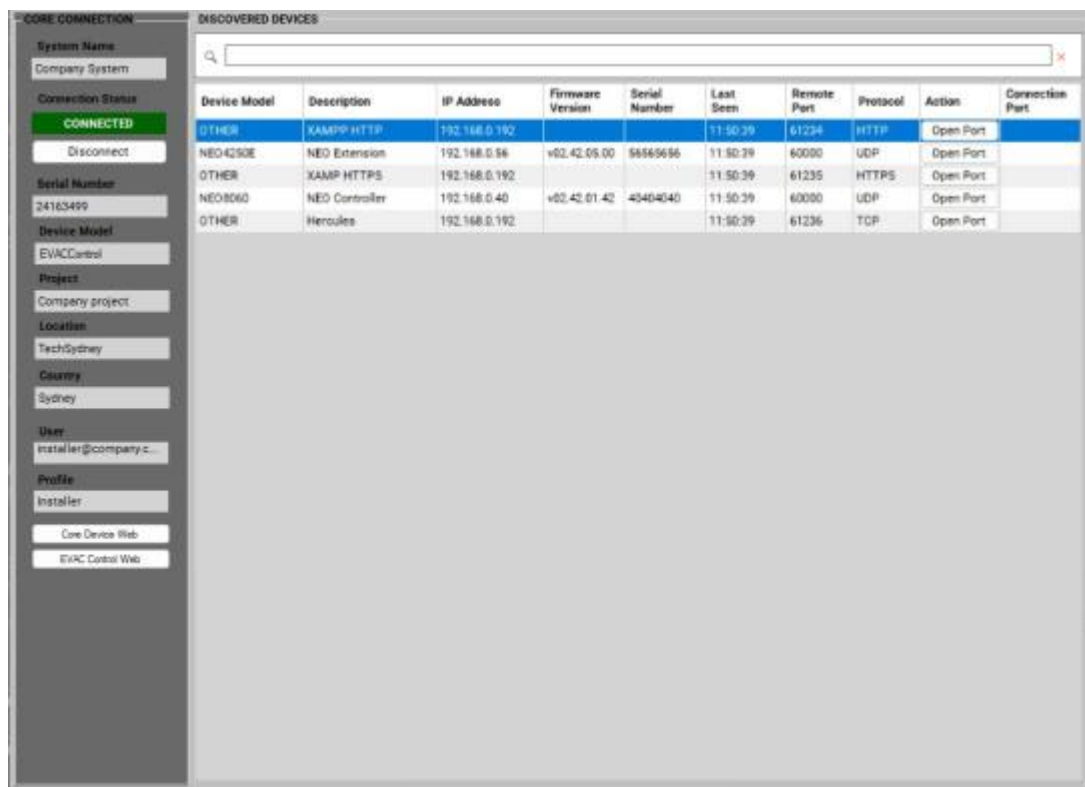 CORE CONNECTION
System Name
Company System
Connection Status
CONNECTED
Disconnect
Serial Number
24163499
Device Model
EVACControl
Project
Company project
Location
TechSydney
Country
Sydney
User
installer@company.c...
Profile
Installer
Core Device Web
EVAC Control Web
DISCOVERED DEVICES
Device Model Description IP Address Firmware Version Serial Number Last Seen Remote Port Protocol Action Connection Port
OTHER XAMPP HTTP 192.168.0.192 11:50:39 61234 HTTP Open Port
NEO4250E NEO Extension 192.168.0.56 v02.42.05.00 56565656 11:50:39 60000 UDP Open Port
OTHER XAMP HTTPS 192.168.0.192 11:50:39 61235 HTTPS Open Port
NEO8060 NEO Controller 192.168.0.40 v02.42.01.42 40404040 11:50:39 60000 UDP Open Port
OTHER Hercules 192.168.0.192 11:50:39 61236 TCP Open Port